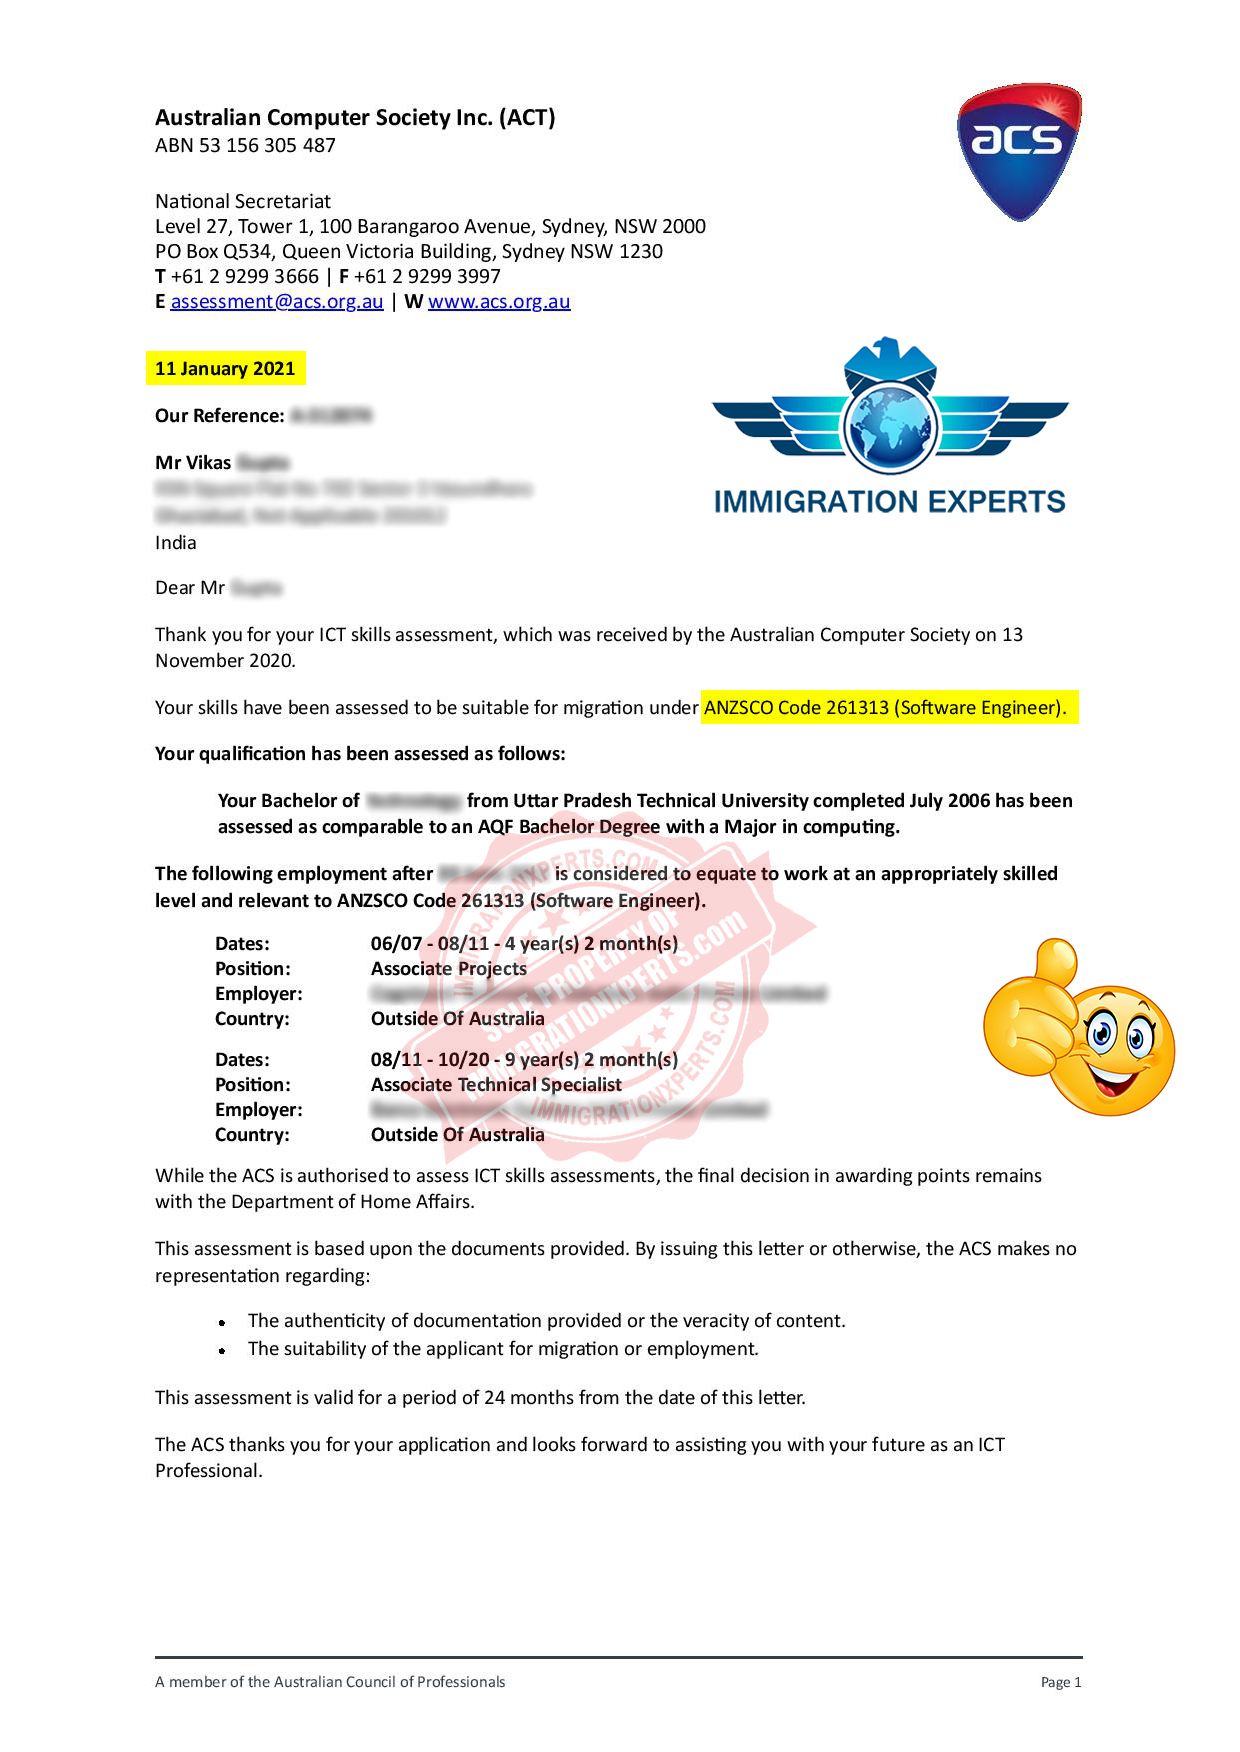 Australian Computer Society Inc. (ACT)
ABN 53 156 305 487
acs
National Secretariat
Level 27, Tower 1, 100 Barangaroo Avenue, Sydney, NSW 2000
PO Box Q534, Queen Victoria Building, Sydney NSW 1230
T +61 2 9299 3666 | F +61 2 9299 3997
E assessment@acs.org.au | W www.acs.org.au
11 January 2021
Our Reference:
Mr Vikas
India
IMMIGRATION EXPERTS
Dear Mr
Thank you for your ICT skills assessment, which was received by the Australian Computer Society on 13
November 2020.
Your skills have been assessed to be suitable for migration under ANZSCO Code 261313 (Software Engineer).
Your qualification has been assessed as follows:
Your Bachelor of from Uttar Pradesh Technical University completed July 2006 has been
assessed as comparable to an AQF Bachelor Degree with a Major in computing.
The following employment after is considered to equate to work at an appropriately skilled
level and relevant to ANZSCO Code 261313 (Software Engineer).
Dates: 06/07 - 08/11 - 4 year(s) 2 month(s)
Position: Associate Projects
Employer:
Country: Outside Of Australia
Dates: 08/11 - 10/20 - 9 year(s) 2 month(s)
Position: Associate Technical Specialist
Employer:
Country: Outside Of Australia
IMMIGRATIONXPERTS.COM
SOLE PROPERTY OF
IMMIGRATIONXPERTS.com
IMMIGRATIONXPERTS.COM
While the ACS is authorised to assess ICT skills assessments, the final decision in awarding points remains
with the Department of Home Affairs.
This assessment is based upon the documents provided. By issuing this letter or otherwise, the ACS makes no
representation regarding:
• The authenticity of documentation provided or the veracity of content.
• The suitability of the applicant for migration or employment.
This assessment is valid for a period of 24 months from the date of this letter.
The ACS thanks you for your application and looks forward to assisting you with your future as an ICT
Professional.
A member of the Australian Council of Professionals
Page 1